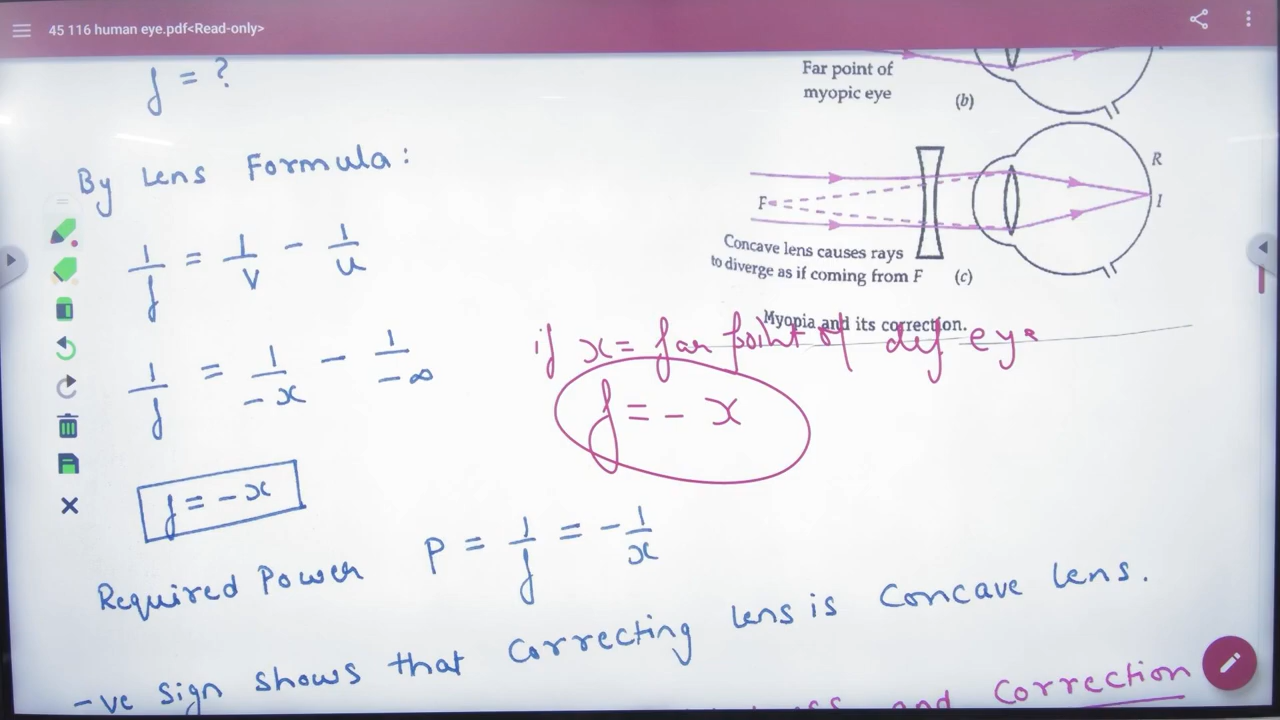 45 116 human eye.pdf<Read-only>
f = ?
Far point of
myopic eye
(b)
By Lens Formula:
R
F
I
1/f = 1/v - 1/u
Concave lens causes rays
to diverge as if coming from F
(c)
Myopia and its correction.
if x = far point of def eye
1/f = 1/-x - 1/-∞
f = - x
f = - x
Required Power P = 1/f = - 1/x
-ve sign shows that correcting lens is concave lens.
and Correction